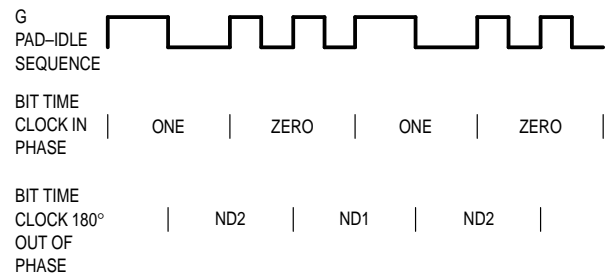 G
PAD–IDLE
SEQUENCE
BIT TIME
CLOCK IN
PHASE
ONE ZERO ONE ZERO
BIT TIME
CLOCK 180°
OUT OF
PHASE
ND2 ND1 ND2